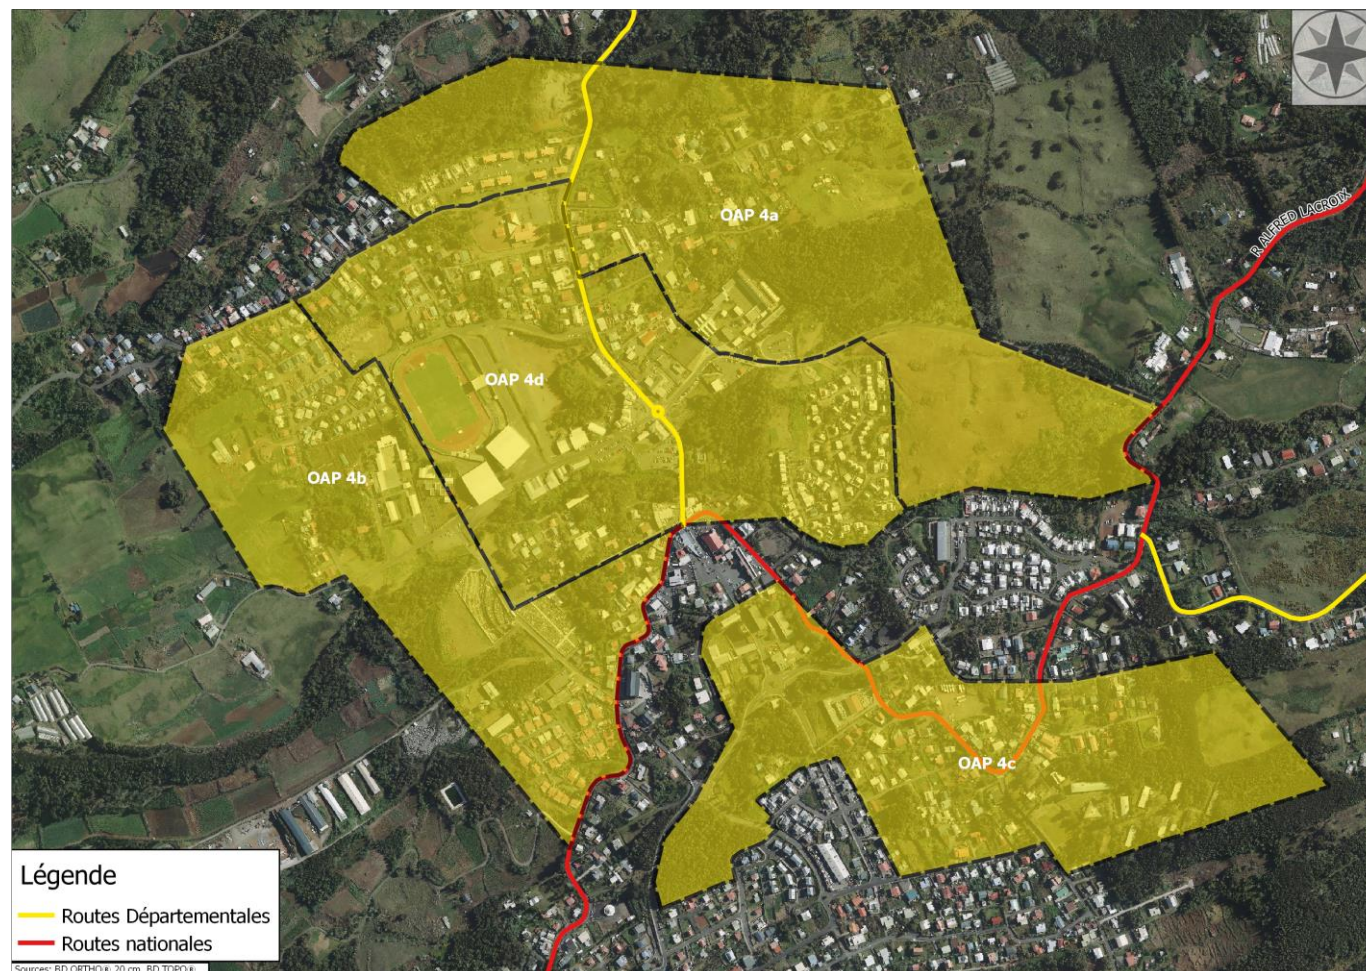 OAP 4a
R ALFRED LACROIX
OAP 4d
OAP 4b
OAP 4c
Légende
Routes Départementales
Routes nationales
Sources: BD ORTHO® 20 cm, BD TOPO®